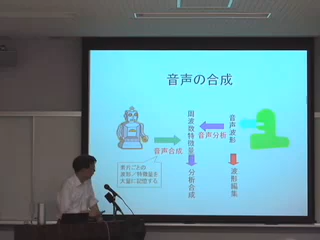 音声の合成
音声合成
素片ごとの
波形／特徴量を
大量に記憶する
周波数特徴量
分析合成
音声分析
音声波形
波形編集